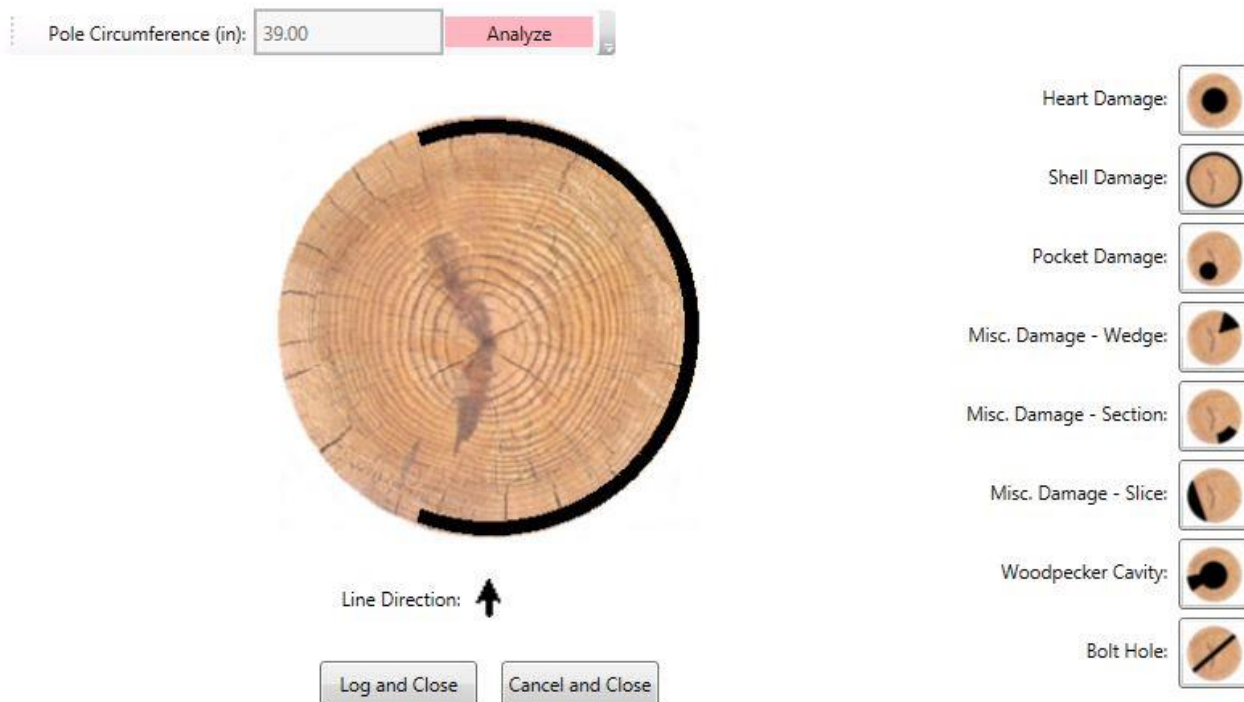 Pole Circumference (in): 39.00 Analyze
Heart Damage:
Shell Damage:
Pocket Damage:
Misc. Damage - Wedge:
Misc. Damage - Section:
Misc. Damage - Slice:
Woodpecker Cavity:
Bolt Hole:
Line Direction:
Log and Close Cancel and Close